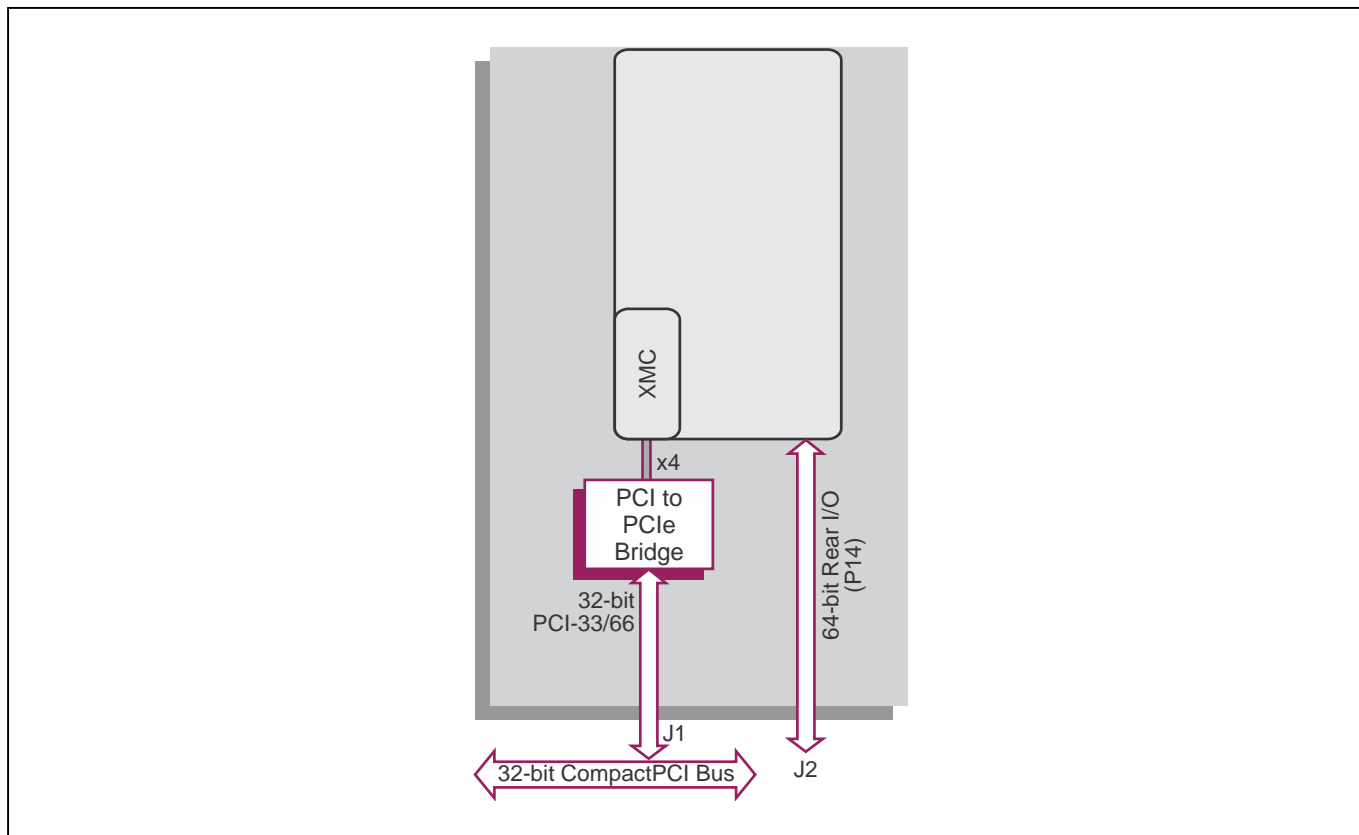 XMC
x4
PCI to
PCIe
Bridge
32-bit
PCI-33/66
64-bit Rear I/O
(P14)
J1
32-bit CompactPCI Bus
J2